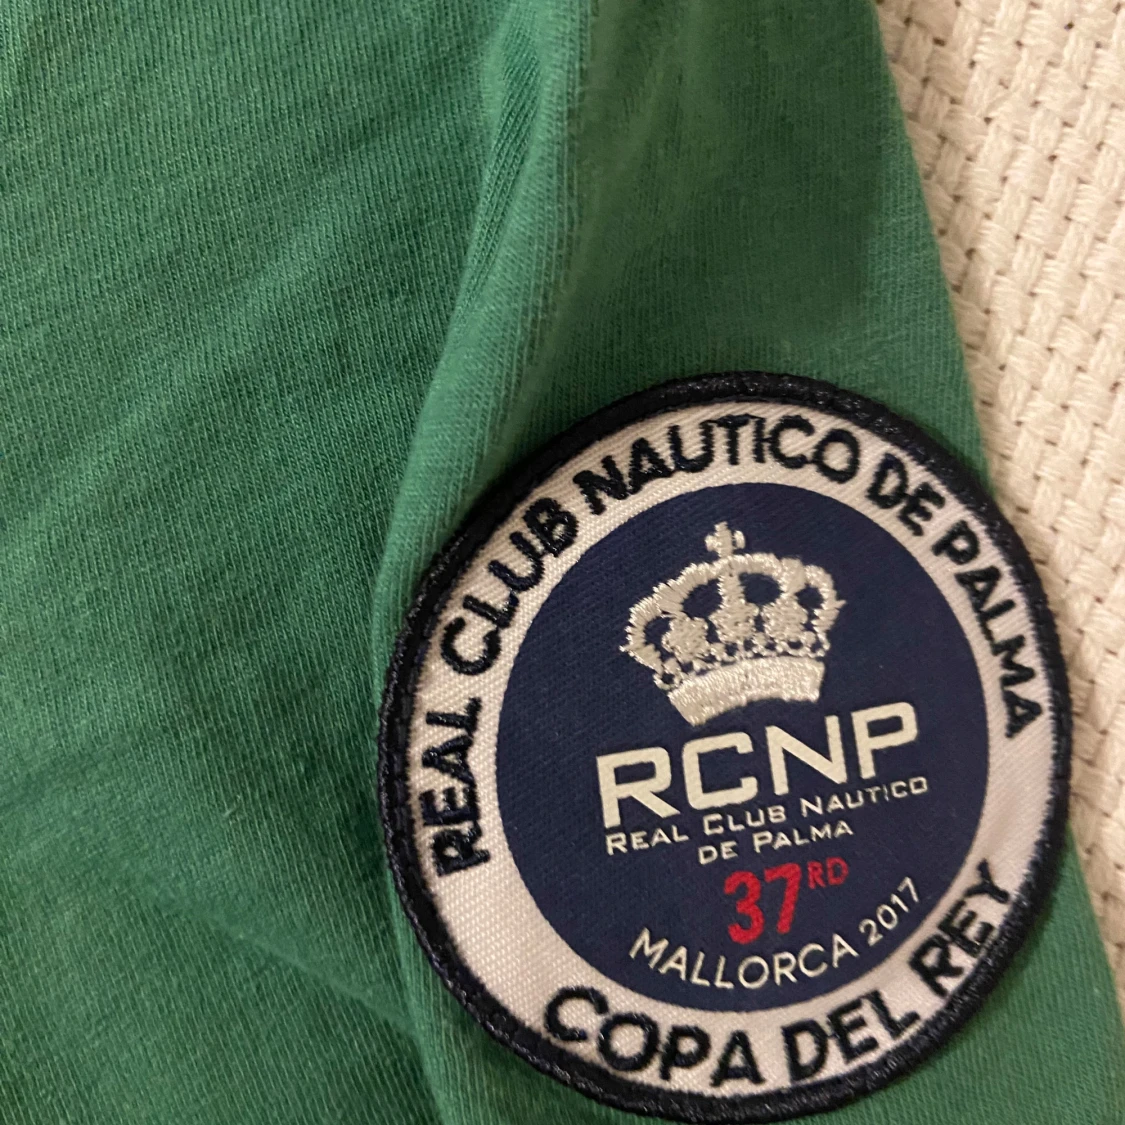 REAL CLUB NAUTICO DE PALMA
RCNP
REAL CLUB NAUTICO
DE PALMA
37RD
MALLORCA 2017
COPA DEL REY